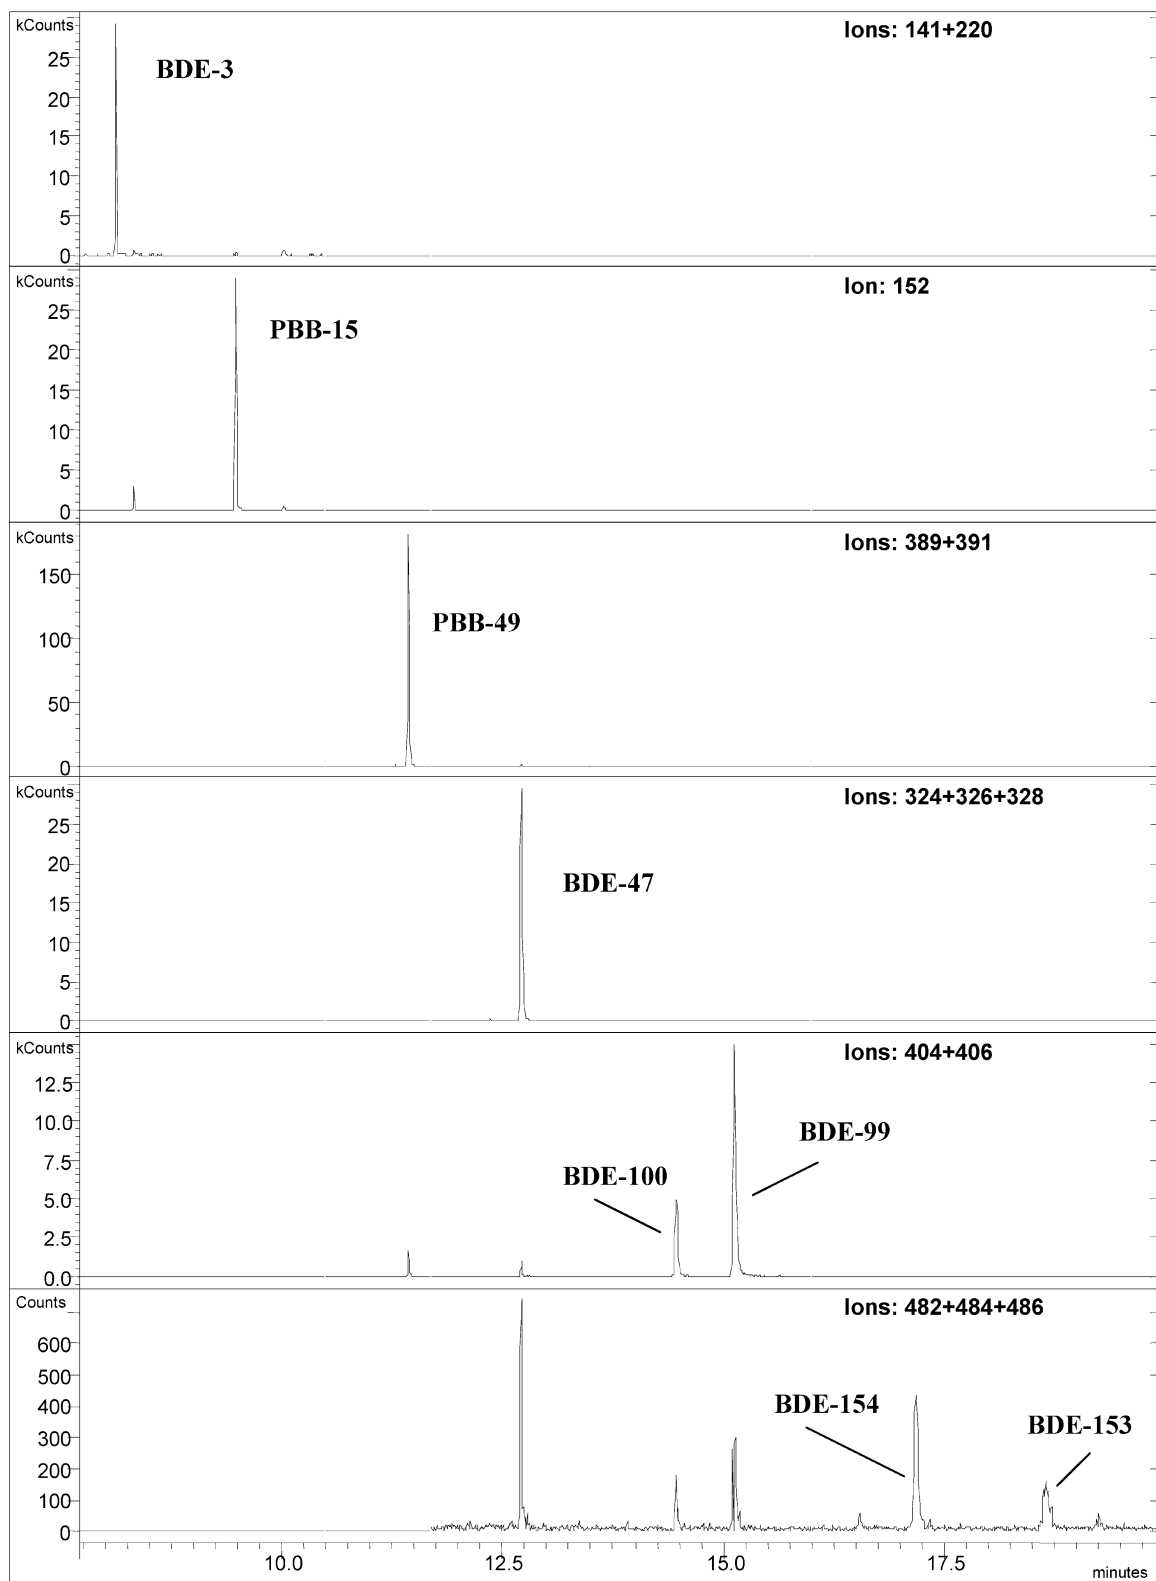 kCounts
Ions: 141+220
BDE-3
25
20
15
10
5
0
kCounts
Ion: 152
PBB-15
25
20
15
10
5
0
kCounts
Ions: 389+391
PBB-49
150
100
50
0
kCounts
Ions: 324+326+328
BDE-47
25
20
15
10
5
0
kCounts
Ions: 404+406
12.5
10.0
BDE-99
7.5
BDE-100
5.0
2.5
0.0
Counts
Ions: 482+484+486
600
500
400
BDE-154
BDE-153
300
200
100
0
10.0 12.5 15.0 17.5
minutes